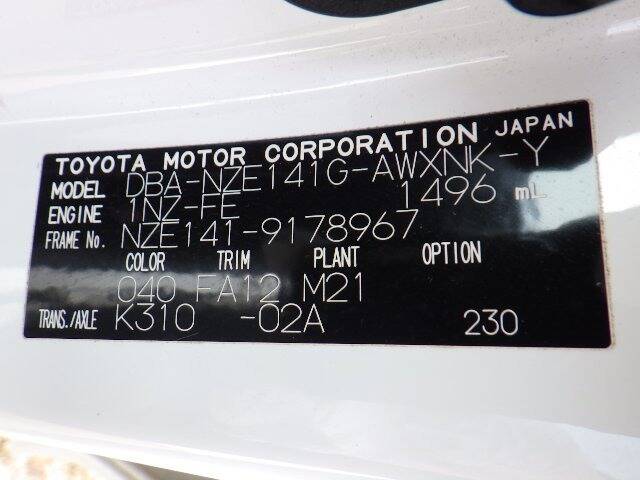 TOYOTA MOTOR CORPORATION JAPAN
MODEL DBA-NZE141G-AWXNK-Y
ENGINE 1NZ-FE 1496 mL
FRAME No. NZE141-9178967
COLOR TRIM PLANT OPTION
040 FA12 M21
TRANS./AXLE K310 -02A 230